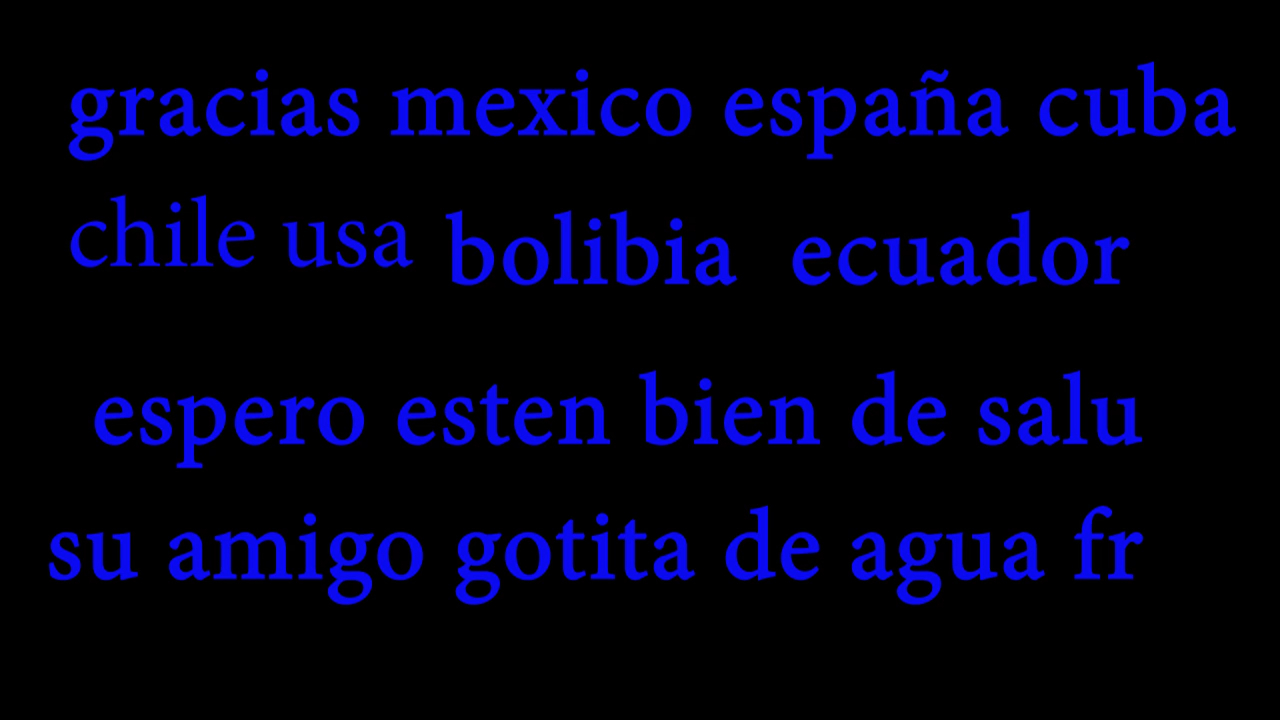 gracias mexico españa cuba
chile usa bolibia ecuador
espero esten bien de salu
su amigo gotita de agua fr